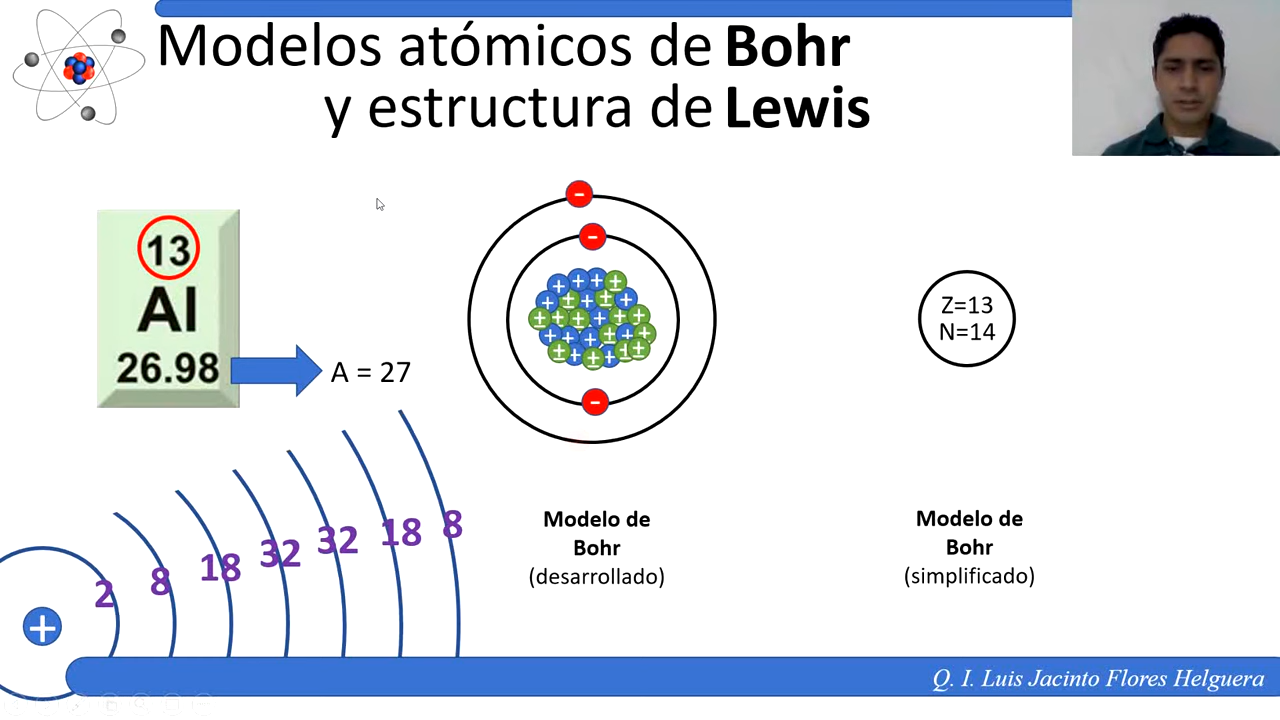 Modelos atómicos de Bohr
y estructura de Lewis
13
Al
26.98
A = 27
Z=13
N=14
2 8 18 32 32 18 8
Modelo de
Bohr
(desarrollado)
Modelo de
Bohr
(simplificado)
Q. I. Luis Jacinto Flores Helguera